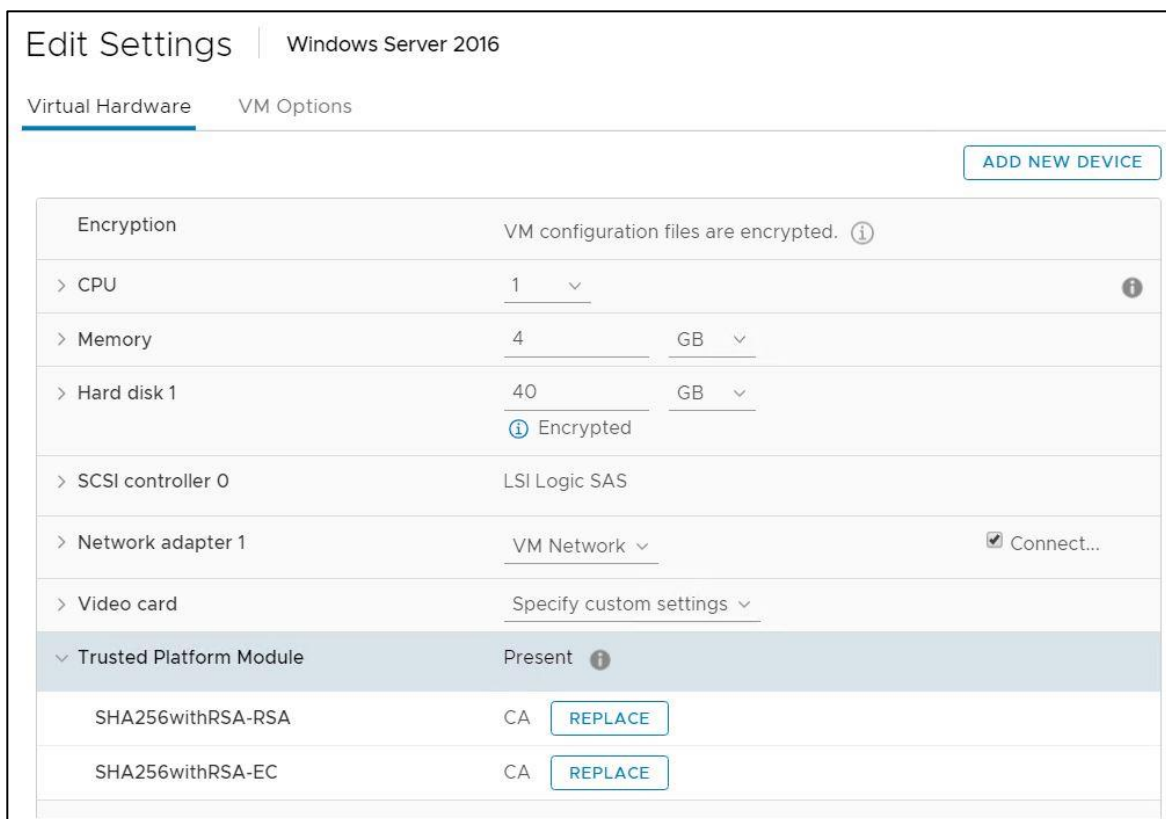 Edit Settings Windows Server 2016
Virtual Hardware VM Options
ADD NEW DEVICE
Encryption VM configuration files are encrypted.
CPU 1
Memory 4 GB
Hard disk 1 40 GB
Encrypted
SCSI controller 0 LSI Logic SAS
Network adapter 1 VM Network Connect...
Video card Specify custom settings
Trusted Platform Module Present
SHA256withRSA-RSA CA REPLACE
SHA256withRSA-EC CA REPLACE